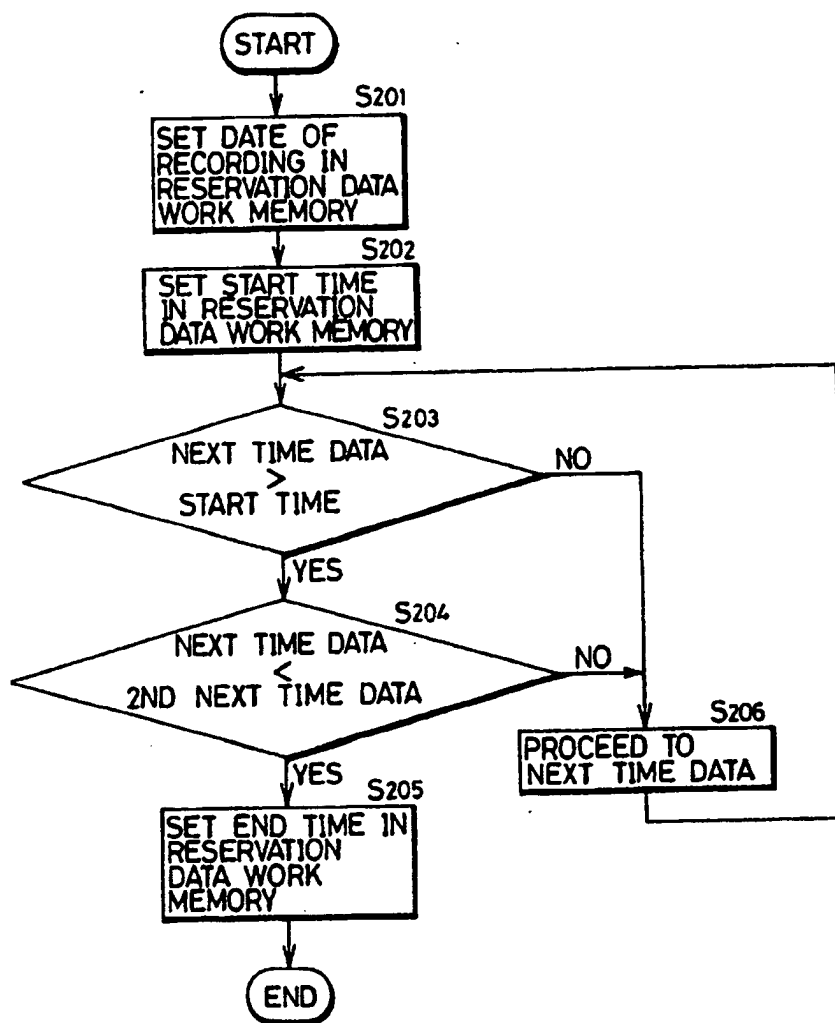 START
S201
SET DATE OF
RECORDING IN
RESERVATION DATA
WORK MEMORY
S202
SET START TIME
IN RESERVATION
DATA WORK MEMORY
S203
NEXT TIME DATA
>
START TIME
NO
YES
S204
NEXT TIME DATA
<
2ND NEXT TIME DATA
NO
YES
S206
PROCEED TO
NEXT TIME DATA
S205
SET END TIME IN
RESERVATION
DATA WORK
MEMORY
END